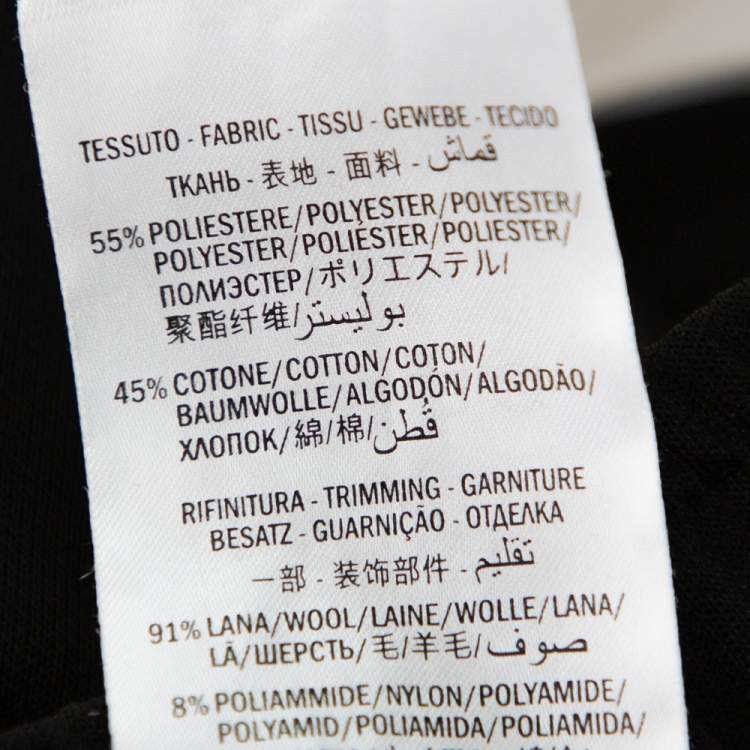 TESSUTO - FABRIC - TISSU - GEWEBE - TECIDO
ТКАНЬ - 表地 - 面料 - قماش
55% POLIESTERE/POLYESTER/POLYESTER/
POLYESTER/POLIÉSTER/POLIESTER/
ПОЛИЭСТЕР/ポリエステル/
聚酯纤维/بوليستر
45% COTONE/COTTON/COTON/
BAUMWOLLE/ALGODÓN/ALGODÃO/
ХЛОПОК/綿/棉/قُطن
RIFINITURA - TRIMMING - GARNITURE
BESATZ - GUARNIÇÃO - ОТДЕЛКА
一部 - 装饰部件 - تقليم
91% LANA/WOOL/LAINE/WOLLE/LANA/
LÃ/ШЕРСТЬ/毛/羊毛/صوف
8% POLIAMMIDE/NYLON/POLYAMIDE/
POLYAMID/POLIAMIDA/POLIAMIDA/